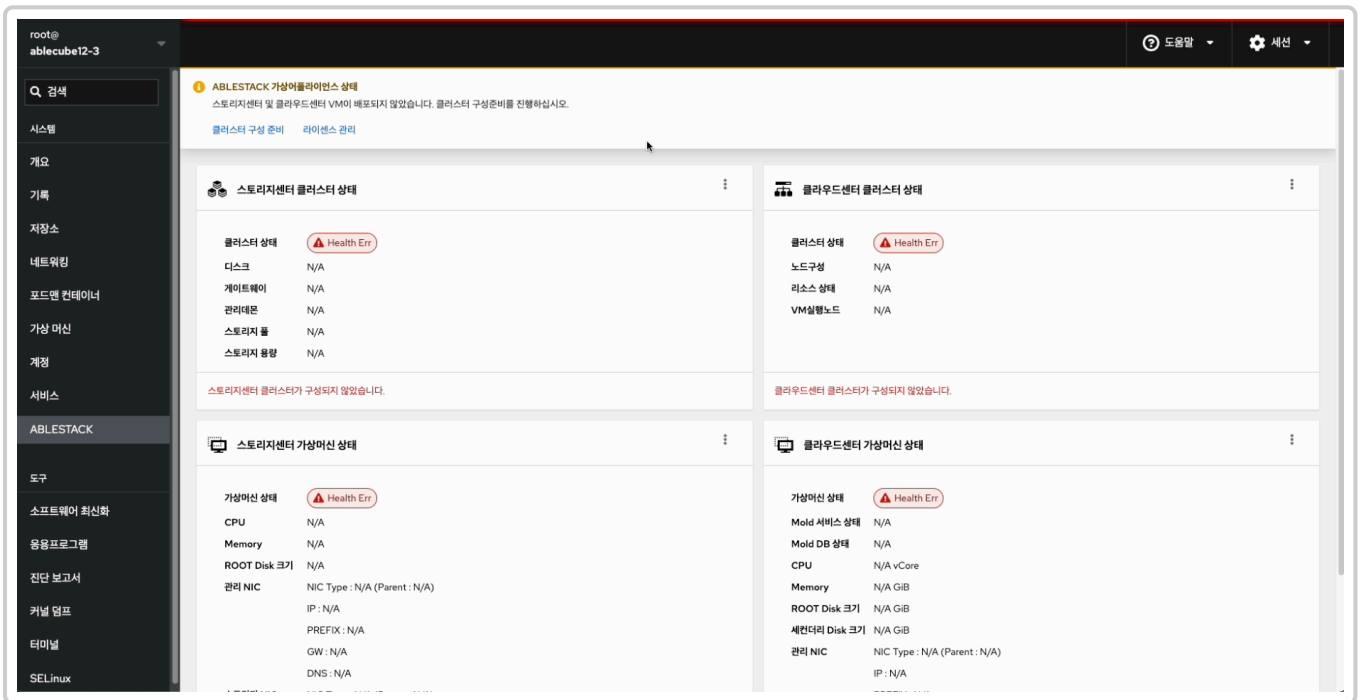 root@
ablecube12-3
도움말
세션
검색
시스템
개요
기록
저장소
네트워킹
포드맨 컨테이너
가상 머신
계정
서비스
ABLESTACK
도구
소프트웨어 최신화
응용프로그램
진단 보고서
커널 덤프
터미널
SELinux
ABLESTACK 가상어플라이언스 상태
스토리지센터 및 클라우드센터 VM이 배포되지 않았습니다. 클러스터 구성준비를 진행하십시오.
클러스터 구성 준비 라이센스 관리
스토리지센터 클러스터 상태
클러스터 상태 Health Err
디스크 N/A
게이트웨이 N/A
관리데몬 N/A
스토리지 풀 N/A
스토리지 용량 N/A
스토리지센터 클러스터가 구성되지 않았습니다.
클라우드센터 클러스터 상태
클러스터 상태 Health Err
노드구성 N/A
리소스 상태 N/A
VM실행노드 N/A
클라우드센터 클러스터가 구성되지 않았습니다.
스토리지센터 가상머신 상태
가상머신 상태 Health Err
CPU N/A
Memory N/A
ROOT Disk 크기 N/A
관리 NIC NIC Type : N/A (Parent : N/A)
IP : N/A
PREFIX : N/A
GW : N/A
DNS : N/A
클라우드센터 가상머신 상태
가상머신 상태 Health Err
Mold 서비스 상태 N/A
Mold DB 상태 N/A
CPU N/A vCore
Memory N/A GiB
ROOT Disk 크기 N/A GiB
세컨더리 Disk 크기 N/A GiB
관리 NIC NIC Type : N/A (Parent : N/A)
IP : N/A